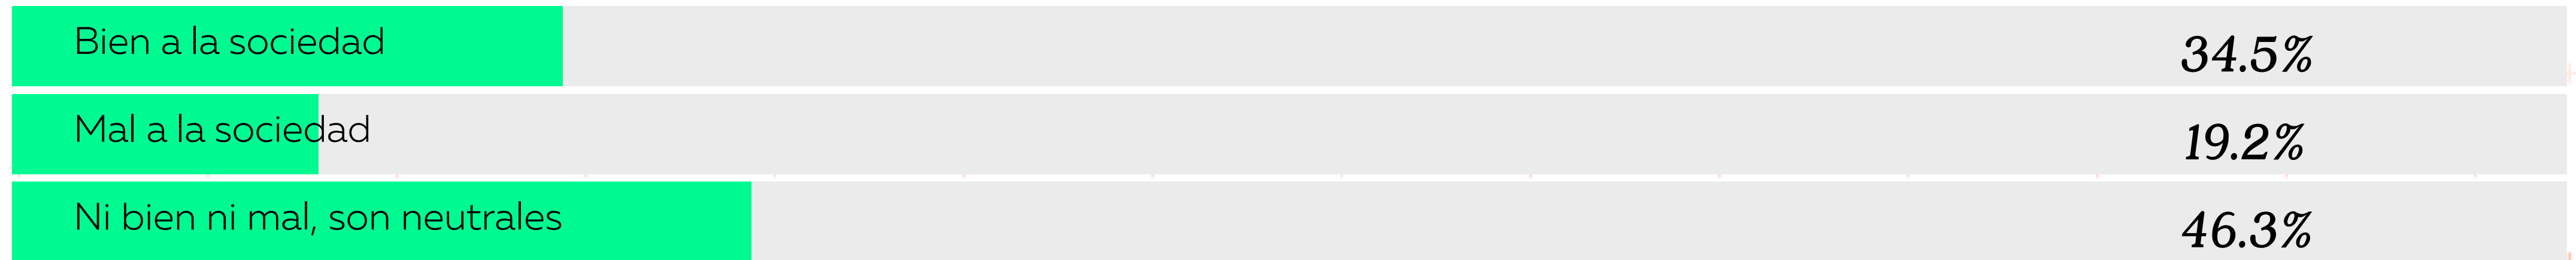 Bien a la sociedad 34.5%
Mal a la sociedad 19.2%
Ni bien ni mal, son neutrales 46.3%